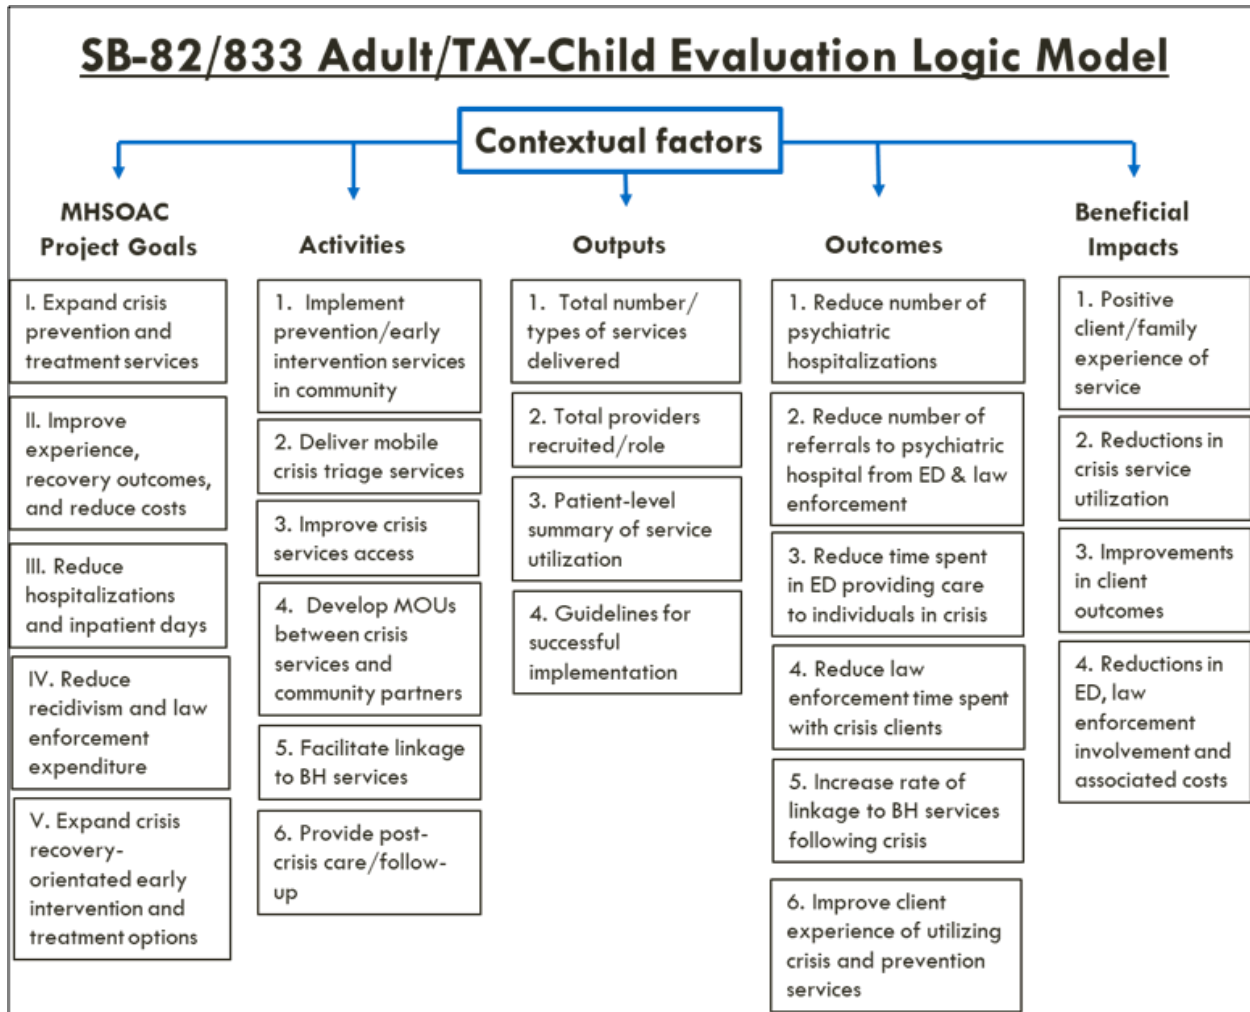 SB-82/833 Adult/TAY-Child Evaluation Logic Model
Contextual factors
MHSOAC
Project Goals
I. Expand crisis
prevention and
treatment services
II. Improve
experience,
recovery outcomes,
and reduce costs
III. Reduce
hospitalizations
and inpatient days
IV. Reduce
recidivism and law
enforcement
expenditure
V. Expand crisis
recovery-
orientated early
intervention and
treatment options
Activities
1. Implement
prevention/early
intervention services
in community
2. Deliver mobile
crisis triage services
3. Improve crisis
services access
4. Develop MOUs
between crisis
services and
community partners
5. Facilitate linkage
to BH services
6. Provide post-
crisis care/follow-
up
Outputs
1. Total number/
types of services
delivered
2. Total providers
recruited/role
3. Patient-level
summary of service
utilization
4. Guidelines for
successful
implementation
Outcomes
1. Reduce number of
psychiatric
hospitalizations
2. Reduce number of
referrals to psychiatric
hospital from ED & law
enforcement
3. Reduce time spent
in ED providing care
to individuals in crisis
4. Reduce law
enforcement time spent
with crisis clients
5. Increase rate of
linkage to BH services
following crisis
6. Improve client
experience of utilizing
crisis and prevention
services
Beneficial
Impacts
1. Positive
client/family
experience of
service
2. Reductions in
crisis service
utilization
3. Improvements
in client
outcomes
4. Reductions in
ED, law
enforcement
involvement and
associated costs